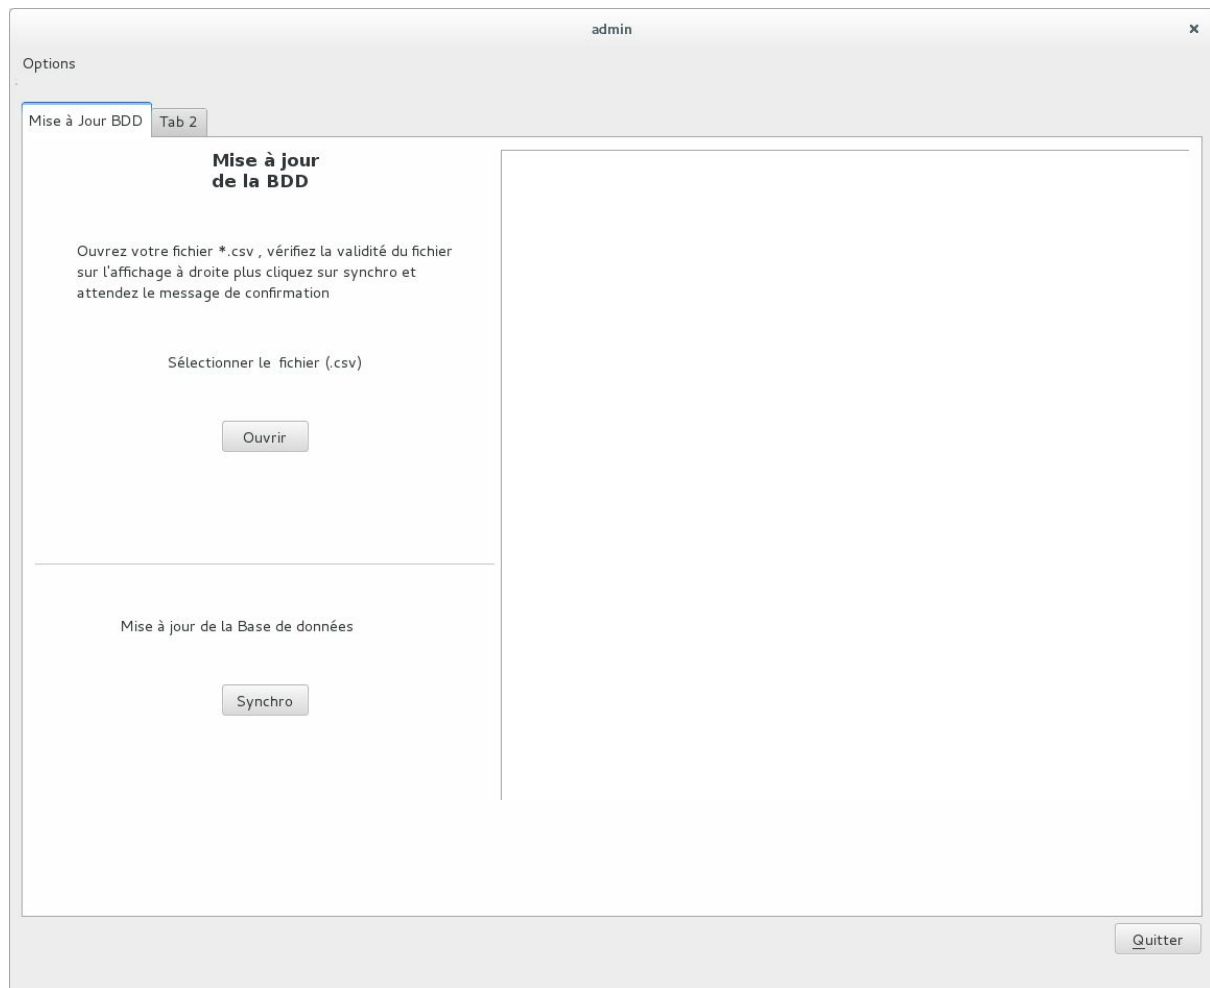 admin
Options
Mise à Jour BDD
Tab 2
Mise à jour
de la BDD
Ouvrez votre fichier *.csv , vérifiez la validité du fichier
sur l'affichage à droite plus cliquez sur synchro et
attendez le message de confirmation
Sélectionner le  fichier (.csv)
Ouvrir
Mise à jour de la Base de données
Synchro
Quitter